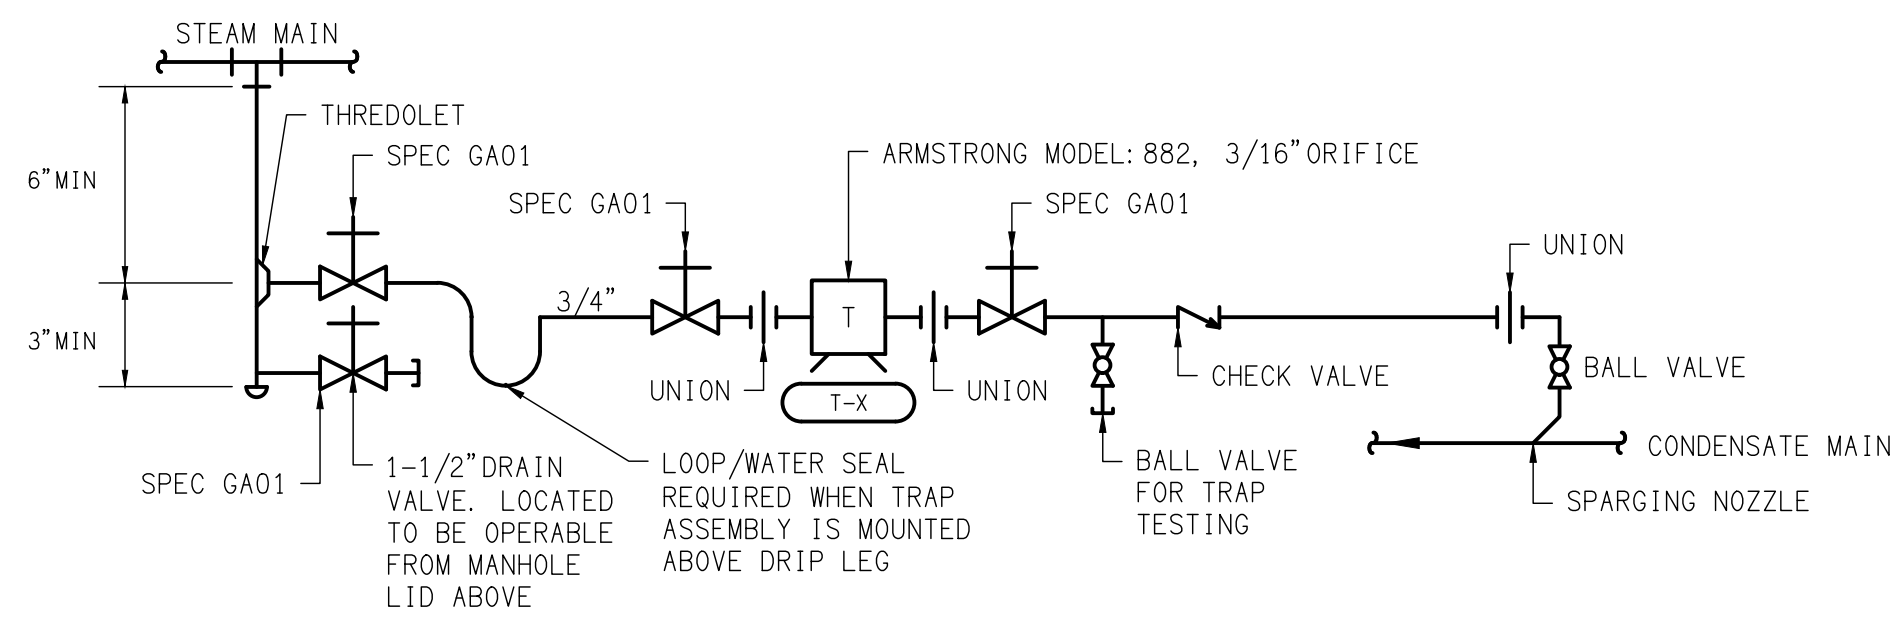 STEAM MAIN
THREDOLET
SPEC GA01
6"MIN
3"MIN
SPEC GA01
1-1/2"DRAIN
VALVE. LOCATED
TO BE OPERABLE
FROM MANHOLE
LID ABOVE
3/4"
LOOP/WATER SEAL
REQUIRED WHEN TRAP
ASSEMBLY IS MOUNTED
ABOVE DRIP LEG
SPEC GA01
UNION
ARMSTRONG MODEL: 882, 3/16"ORIFICE
T
T-X
SPEC GA01
UNION
BALL VALVE
FOR TRAP
TESTING
CHECK VALVE
UNION
BALL VALVE
CONDENSATE MAIN
SPARGING NOZZLE